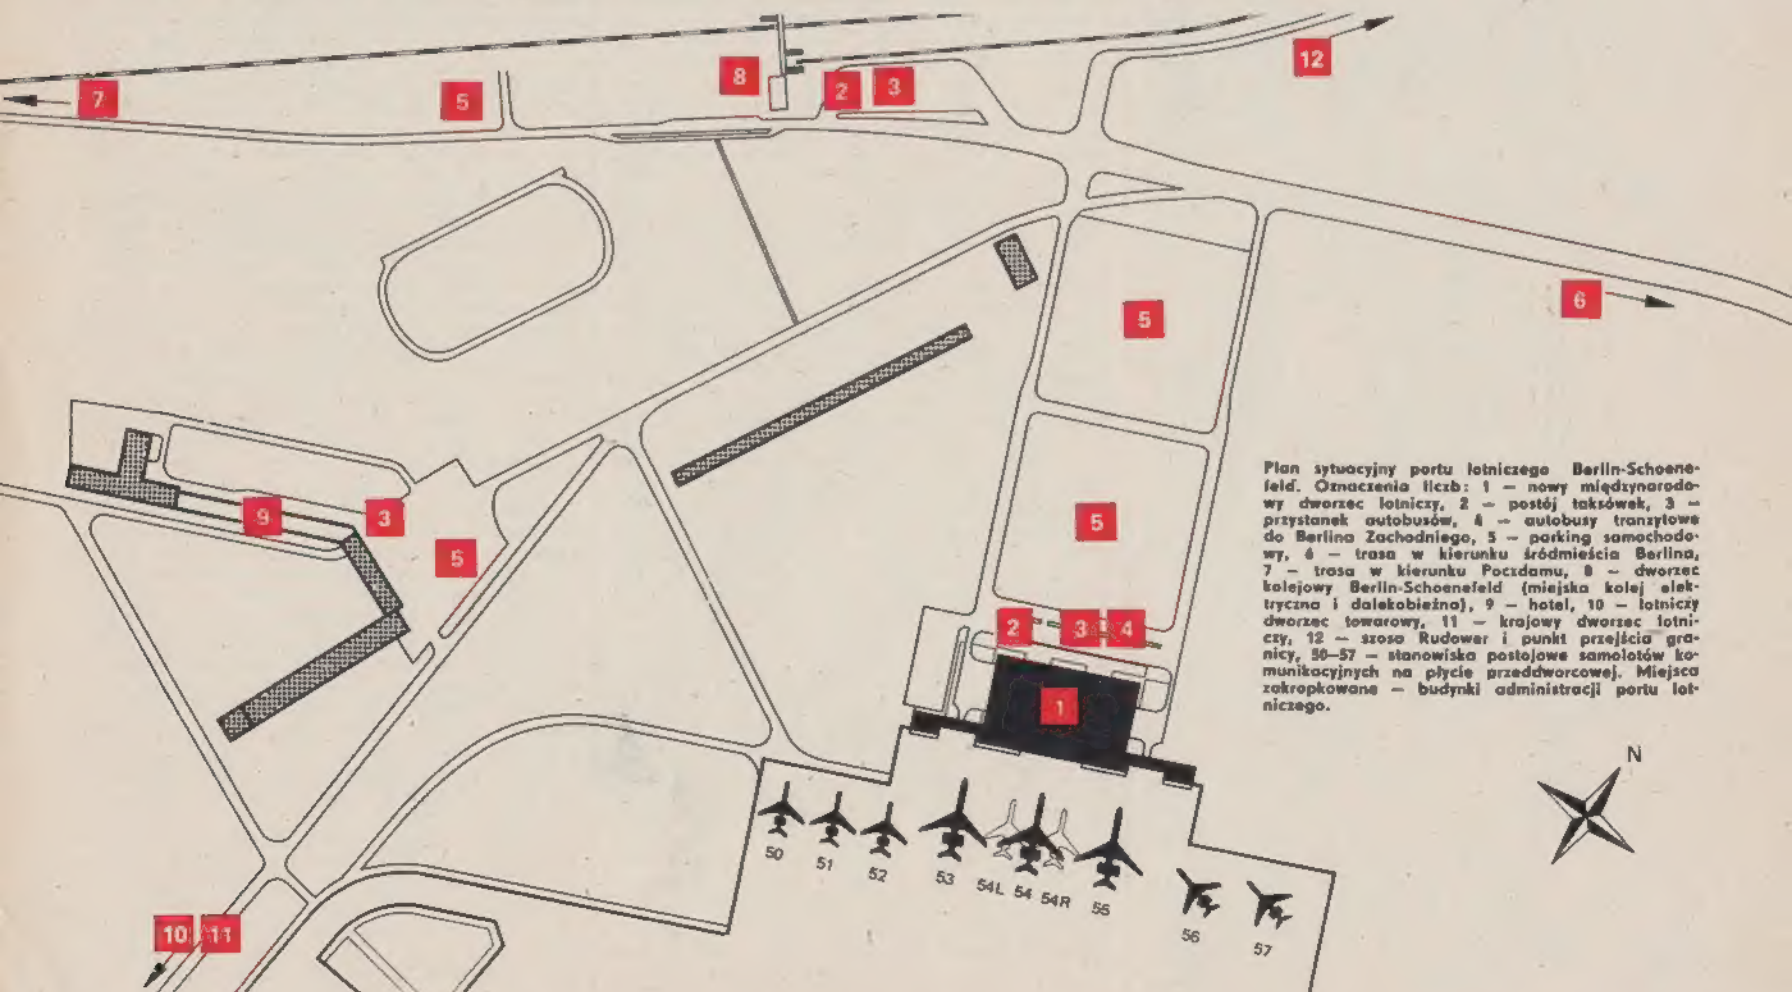 12
8
7
5
2
3
6
5
5
9
3
5
2
3
4
1
Plan sytuacyjny portu lotniczego Berlin-Schoene-
feld. Oznaczenia liczb: 1 — nowy międzynarodo-
wy dworzec lotniczy, 2 — postój taksówek, 3 —
przystanek autobusów, 4 — autobusy tranzytowe
do Berlina Zachodniego, 5 — parking samochodo-
wy, 6 — trasa w kierunku śródmieścia Berlina,
7 — trasa w kierunku Poczdamu, 8 — dworzec
kolejowy Berlin-Schoenefeld (miejska kolej elek-
tryczna i dalekobieżna), 9 — hotel, 10 — lotniczy
dworzec towarowy, 11 — krajowy dworzec lotni-
czy, 12 — szosa Rudower i punkt przejścia gra-
nicy, 50—57 — stanowiska postojowe samolotów ko-
munikacyjnych na płycie przeddworcowej. Miejsca
zakropkowane — budynki administracji portu lot-
niczego.
N
50
51
52
53
54L
54
54R
55
56
57
10
11